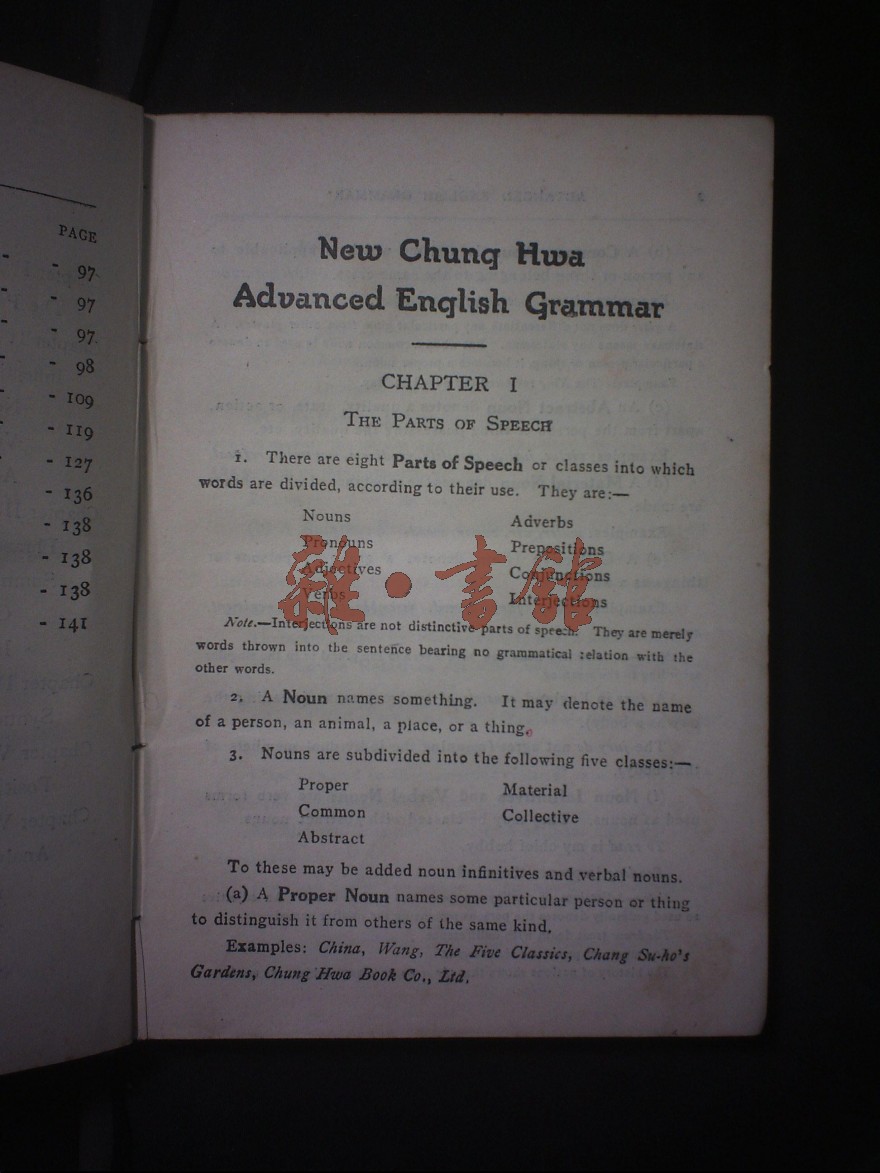 PAGE
- - 97
- 97
- 97
- 98
- 109
- 119
- 127
- 136
- 138
- 138
- 138
- 141
New Chung Hwa
Advanced English Grammar
CHAPTER I
THE PARTS OF SPEECH
1. There are eight Parts of Speech or classes into which
words are divided, according to their use. They are:—
Nouns Adverbs
Pronouns Prepositions
Adjectives Conjunctions
Verbs Interjections
雜·書館
Note.—Interjections are not distinctive parts of speech. They are merely
words thrown into the sentence bearing no grammatical relation with the
other words.
2. A Noun names something. It may denote the name
of a person, an animal, a place, or a thing.
3. Nouns are subdivided into the following five classes:—
Proper Material
Common Collective
Abstract
To these may be added noun infinitives and verbal nouns.
(a) A Proper Noun names some particular person or thing
to distinguish it from others of the same kind.
Examples: China, Wang, The Five Classics, Chang Su-ho's
Gardens, Chung Hwa Book Co., Ltd.